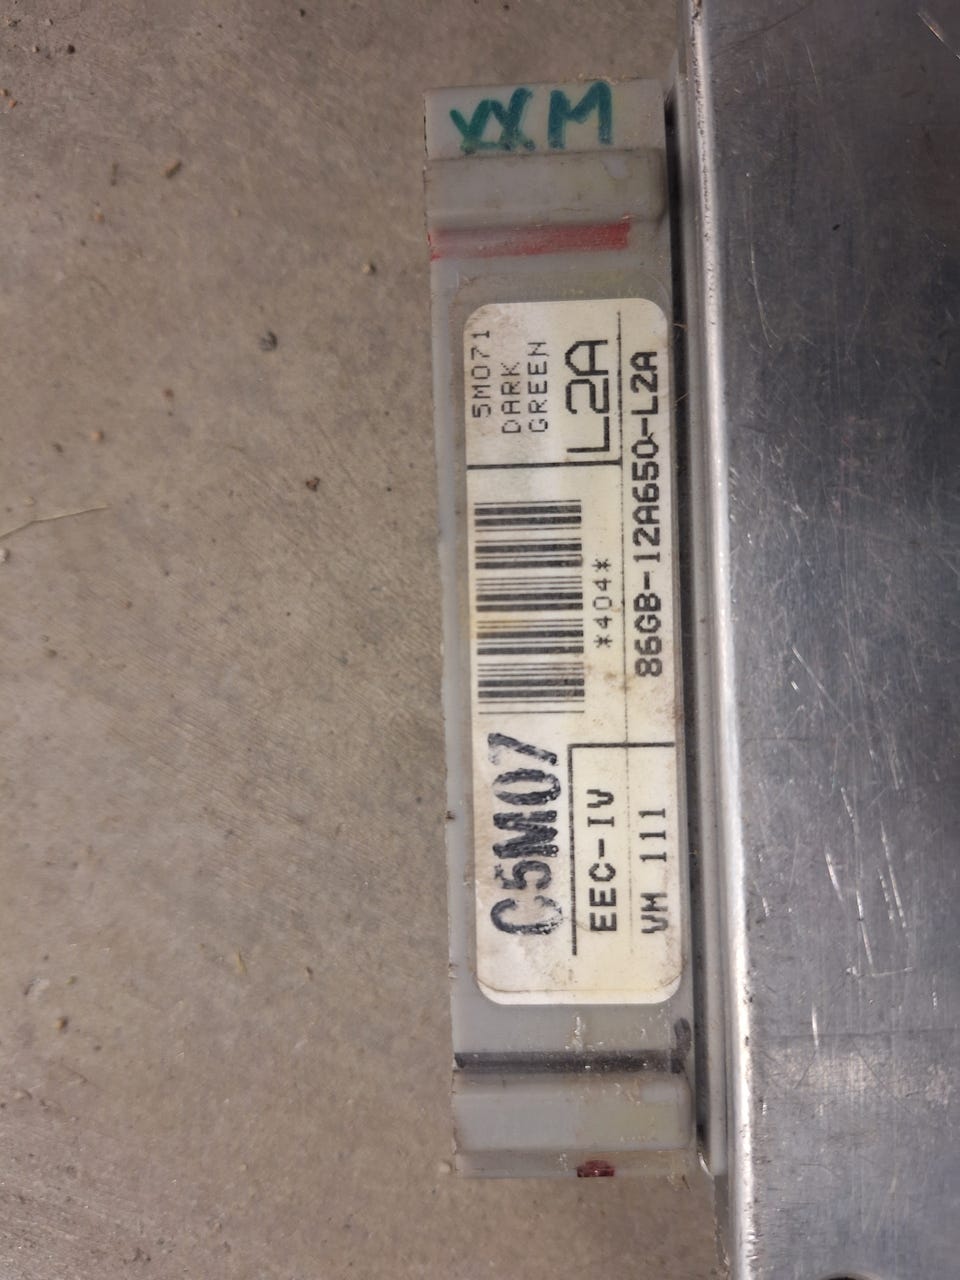 XXM
5M071
DARK
GREEN
L2A
*404*
86GB-12A650-L2A
C5M07
EEC-IV
VM 111